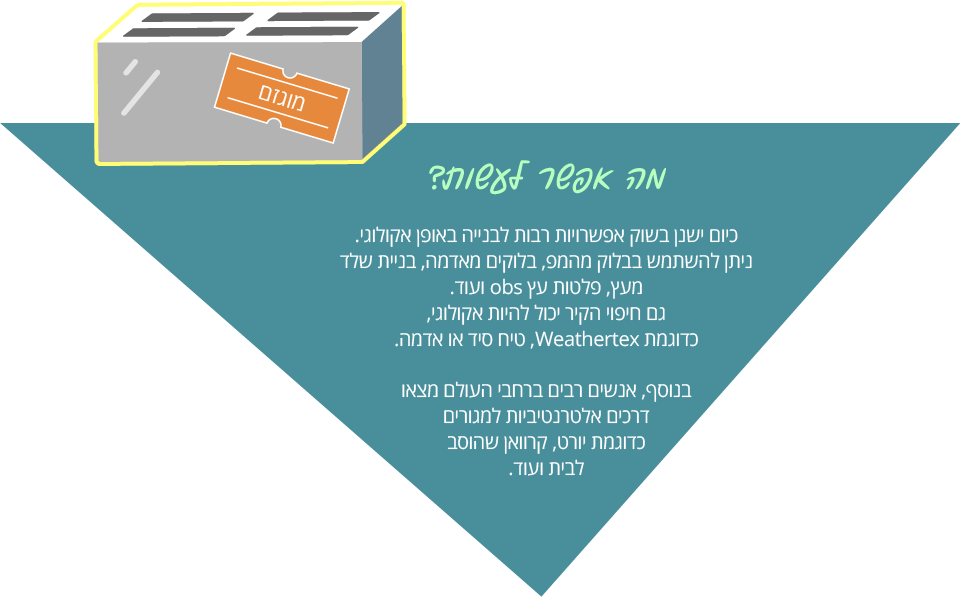 מוגזם
מה אפשר לעשות?
כיום ישנן בשוק אפשרויות רבות לבנייה באופן אקולוגי.
ניתן להשתמש בבלוק מהמפ, בלוקים מאדמה, בניית שלד
מעץ, פלטות עץ obs ועוד.
גם חיפוי הקיר יכול להיות אקולוגי,
כדוגמת Weathertex, טיח סיד או אדמה.
בנוסף, אנשים רבים ברחבי העולם מצאו
דרכים אלטרנטיביות למגורים
כדוגמת יורט, קרוואן שהוסב
לבית ועוד.